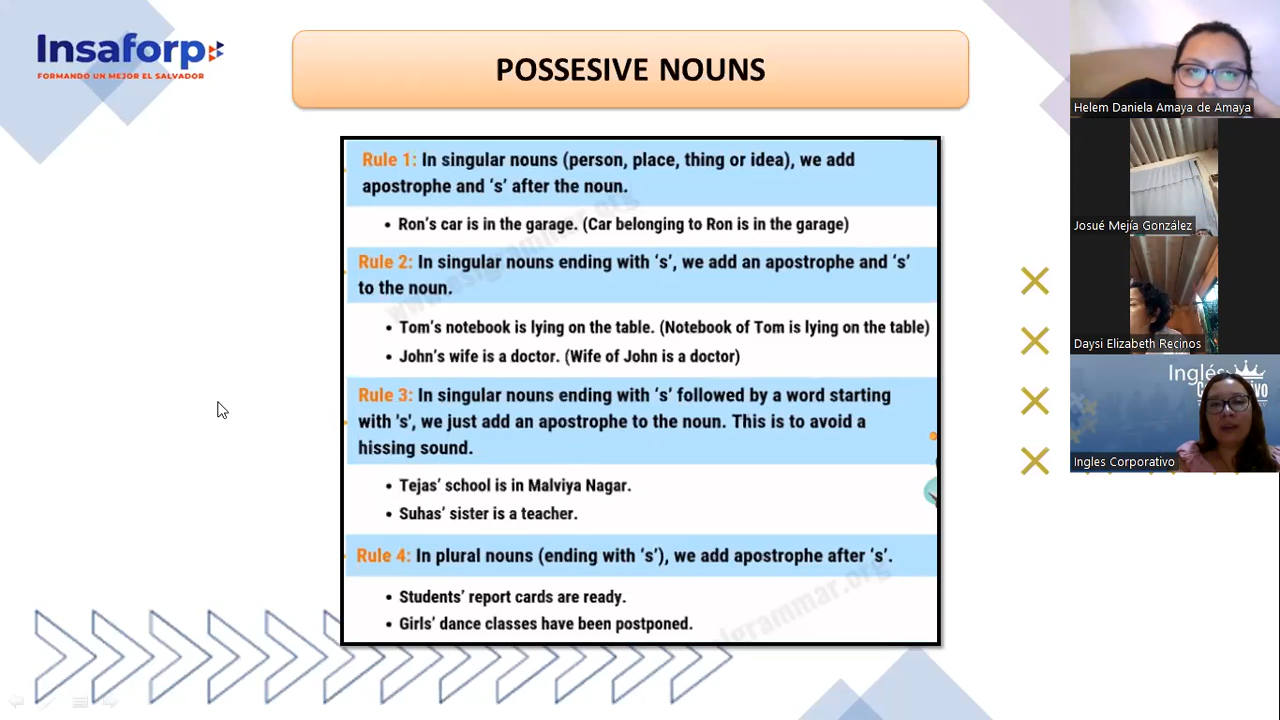 Insaforp
FORMANDO UN MEJOR EL SALVADOR
POSSESIVE NOUNS
Rule 1: In singular nouns (person, place, thing or idea), we add
apostrophe and ‘s’ after the noun.
• Ron’s car is in the garage. (Car belonging to Ron is in the garage)
Rule 2: In singular nouns ending with ‘s’, we add an apostrophe and ‘s’
to the noun.
• Tom’s notebook is lying on the table. (Notebook of Tom is lying on the table)
• John’s wife is a doctor. (Wife of John is a doctor)
Rule 3: In singular nouns ending with ‘s’ followed by a word starting
with 's', we just add an apostrophe to the noun. This is to avoid a
hissing sound.
• Tejas’ school is in Malviya Nagar.
• Suhas’ sister is a teacher.
Rule 4: In plural nouns (ending with ‘s’), we add apostrophe after ‘s’.
• Students’ report cards are ready.
• Girls’ dance classes have been postponed.
Helem Daniela Amaya de Amaya
Josué Mejía González
Daysi Elizabeth Recinos
Inglés
Ingles Corporativo